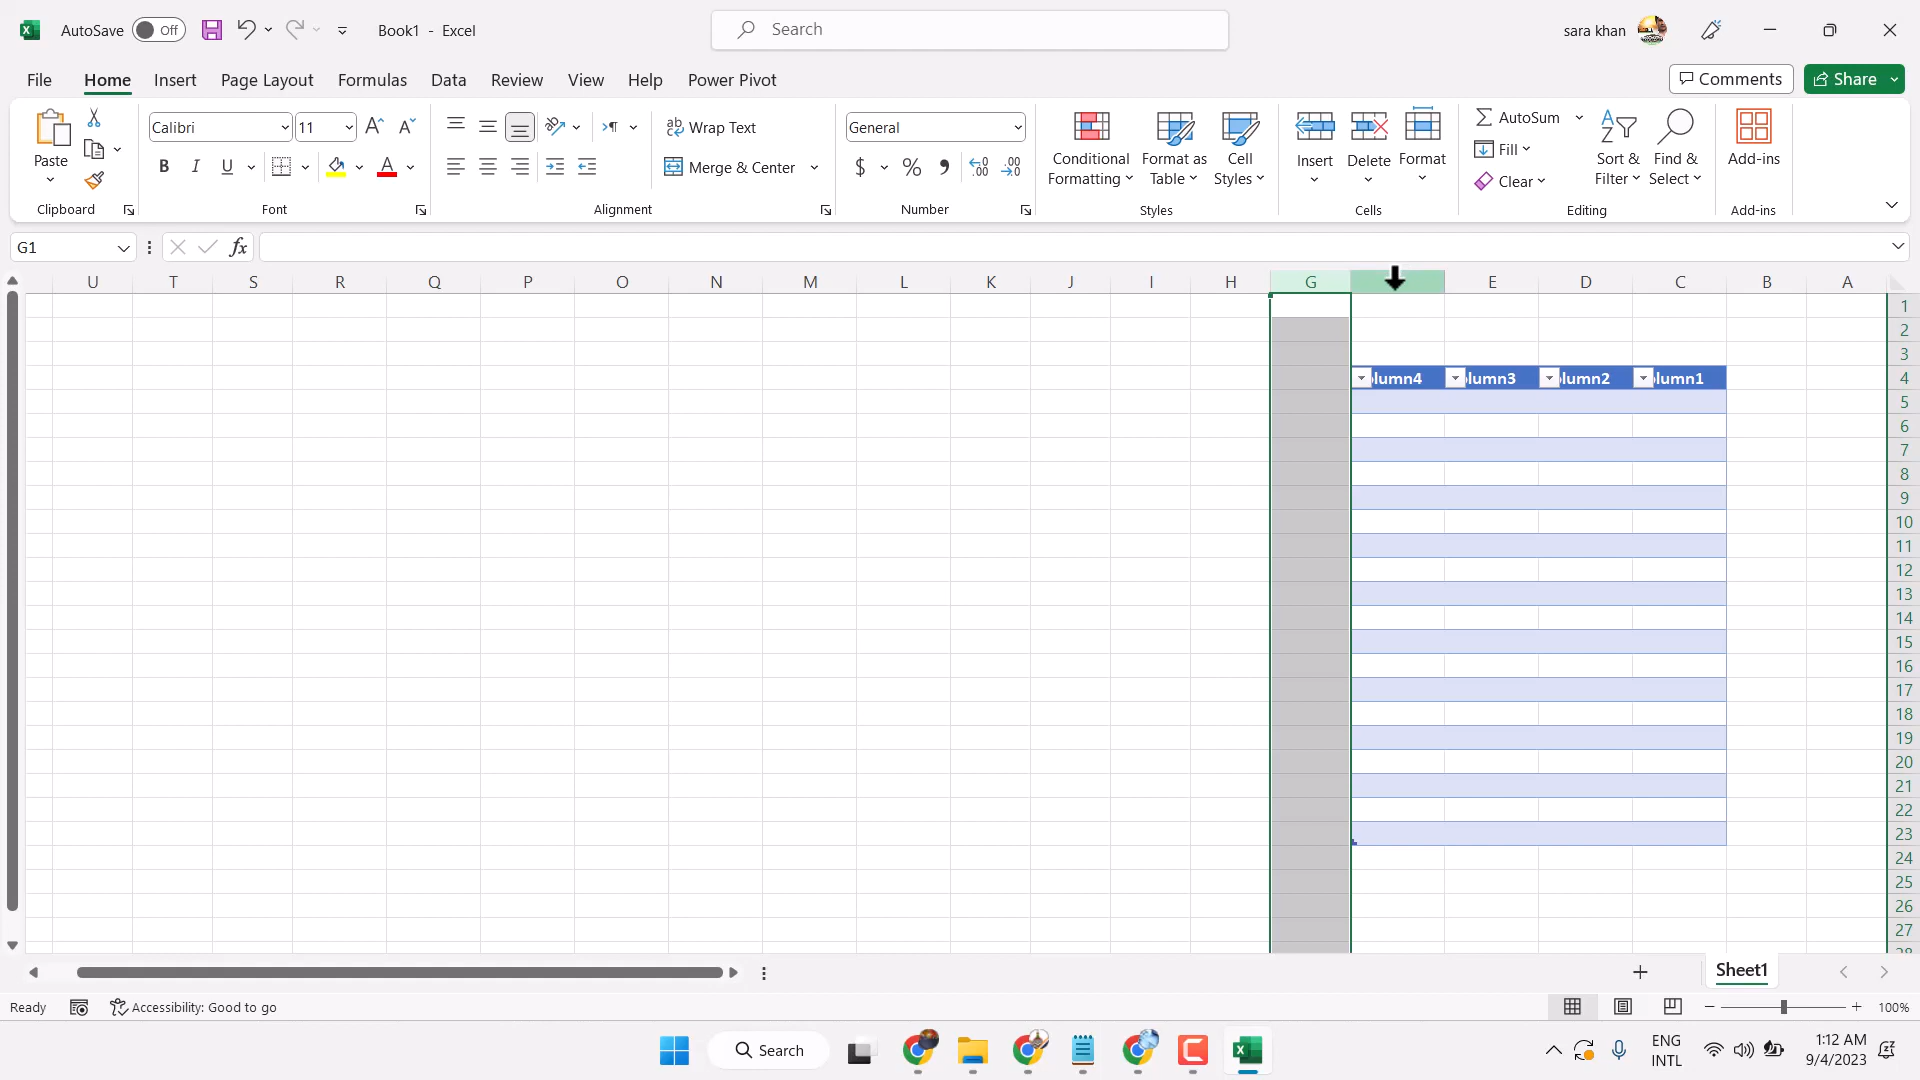 AutoSave Off Book1 - Excel Search sara khan
File Home Insert Page Layout Formulas Data Review View Help Power Pivot Comments Share
Paste Calibri 11 Wrap Text General Conditional Formatting Format as Table Cell Styles Insert Delete Format AutoSum Sort & Filter Find & Select Add-ins
B I U Merge & Center $ % Fill
Clear
Clipboard Font Alignment Number Styles Cells Editing Add-ins
G1 fx
U T S R Q P O N M L K J I H G E D C B A
1
2
3
lumn4 lumn3 lumn2 lumn1 4
5
6
7
8
9
10
11
12
13
14
15
16
17
18
19
20
21
22
23
24
25
26
27
28
Sheet1
Ready Accessibility: Good to go 100%
Search ENG INTL 1:12 AM 9/4/2023